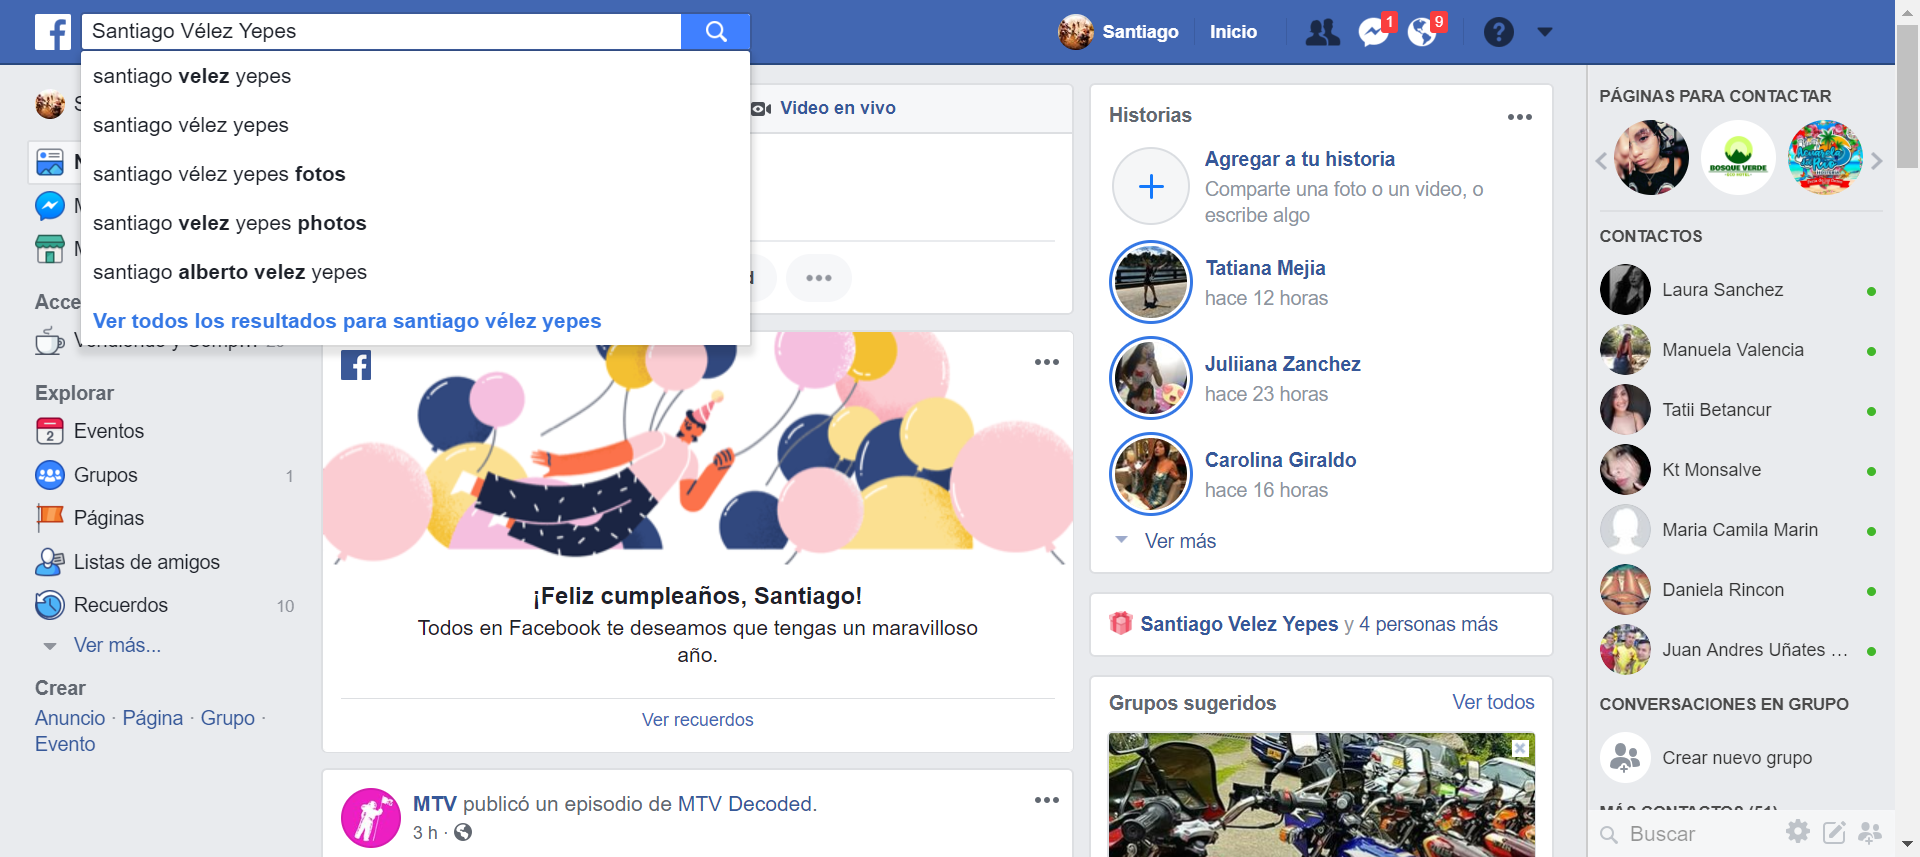 Santiago Vélez Yepes
Santiago
Inicio
1
9
santiago velez yepes
santiago vélez yepes
santiago vélez yepes fotos
santiago velez yepes photos
santiago alberto velez yepes
Ver todos los resultados para santiago vélez yepes
Acce
Explorar
2
Eventos
Grupos 1
Páginas
Listas de amigos
Recuerdos 10
Ver más...
Crear
Anuncio · Página · Grupo ·
Evento
Video en vivo
¡Feliz cumpleaños, Santiago!
Todos en Facebook te deseamos que tengas un maravilloso
año.
Ver recuerdos
MTV publicó un episodio de MTV Decoded.
3 h ·
Historias
Agregar a tu historia
Comparte una foto o un video, o
escribe algo
Tatiana Mejia
hace 12 horas
Juliiana Zanchez
hace 23 horas
Carolina Giraldo
hace 16 horas
Ver más
Santiago Velez Yepes y 4 personas más
Grupos sugeridos Ver todos
PÁGINAS PARA CONTACTAR
BOSQUE VERDE
CONTACTOS
Laura Sanchez
Manuela Valencia
Tatii Betancur
Kt Monsalve
Maria Camila Marin
Daniela Rincon
Juan Andres Uñates ...
CONVERSACIONES EN GRUPO
Crear nuevo grupo
MÁS CONTACTOS (51)
Buscar